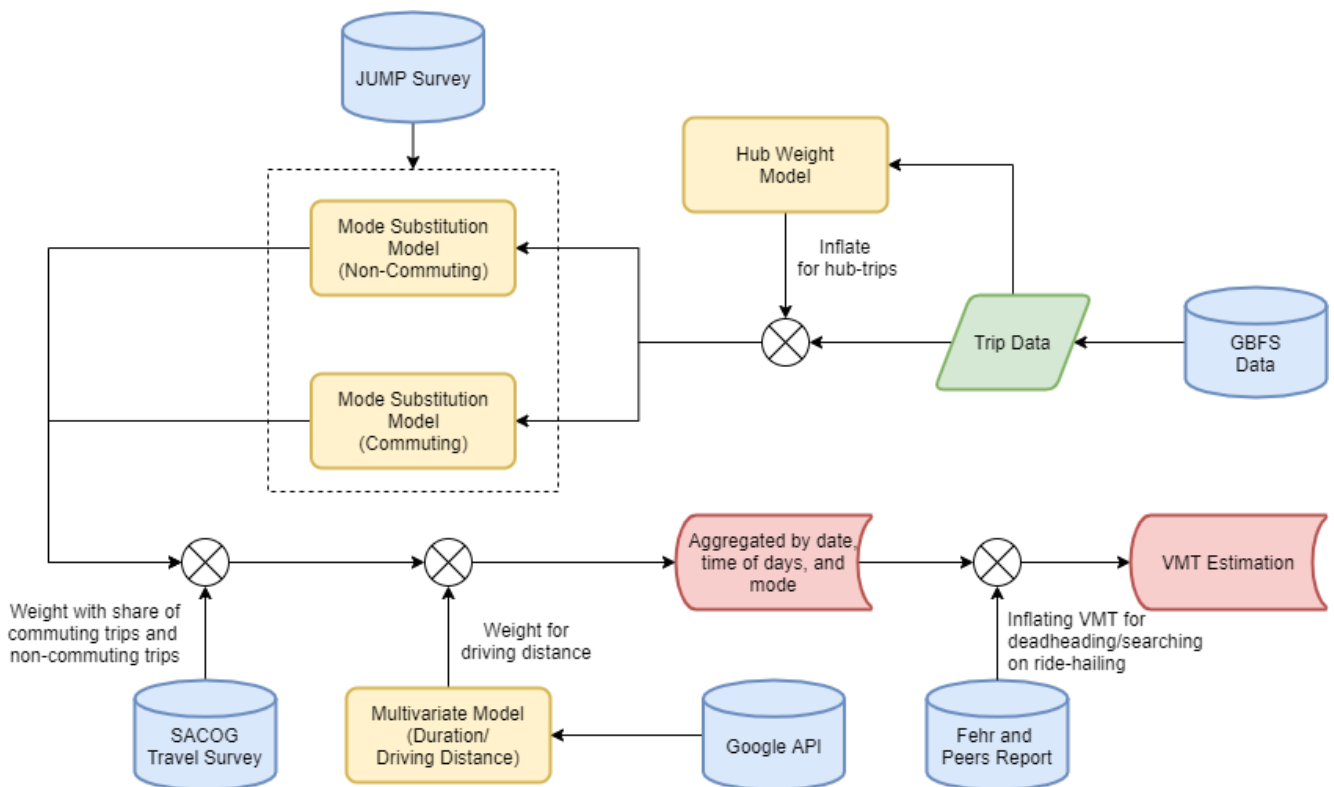 JUMP Survey
Hub Weight
Model
Mode Substitution
Model
(Non-Commuting)
Inflate
for hub-trips
Trip Data
GBFS
Data
Mode Substitution
Model
(Commuting)
Aggregated by date,
time of days, and
mode
VMT Estimation
Weight with share of
commuting trips and
non-commuting trips
Weight for
driving distance
Inflating VMT for
deadheading/searching
on ride-hailing
SACOG
Travel Survey
Multivariate Model
(Duration/
Driving Distance)
Google API
Fehr and
Peers Report